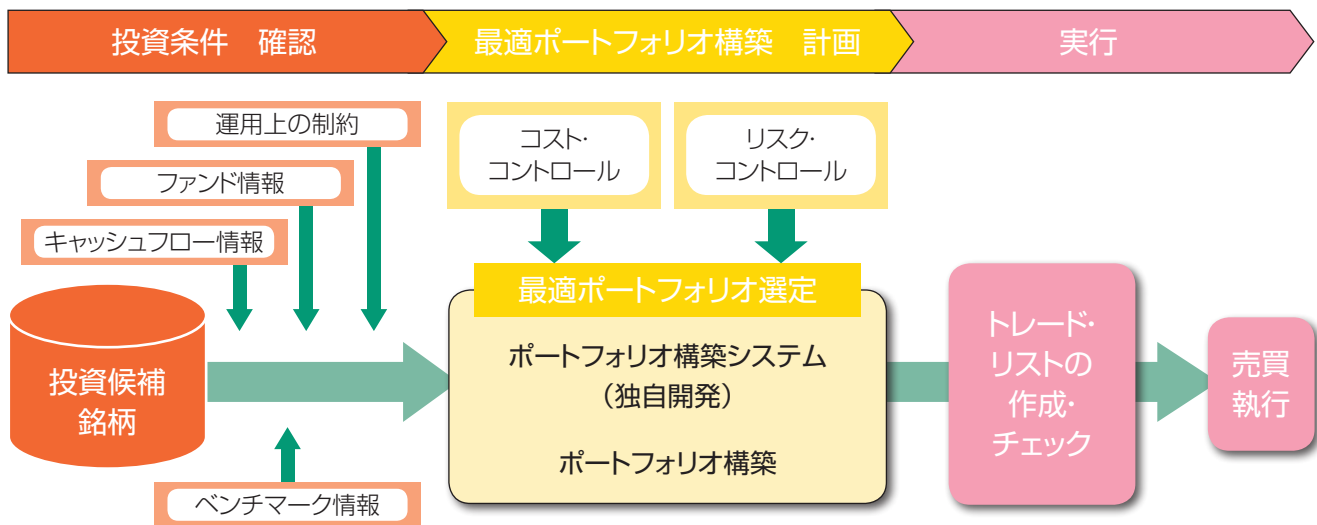 投資条件　確認
最適ポートフォリオ構築　計画
実行
運用上の制約
ファンド情報
キャッシュフロー情報
投資候補
銘柄
ベンチマーク情報
コスト・
コントロール
リスク・
コントロール
最適ポートフォリオ選定
ポートフォリオ構築システム
（独自開発）
ポートフォリオ構築
トレード・
リストの
作成・
チェック
売買
執行